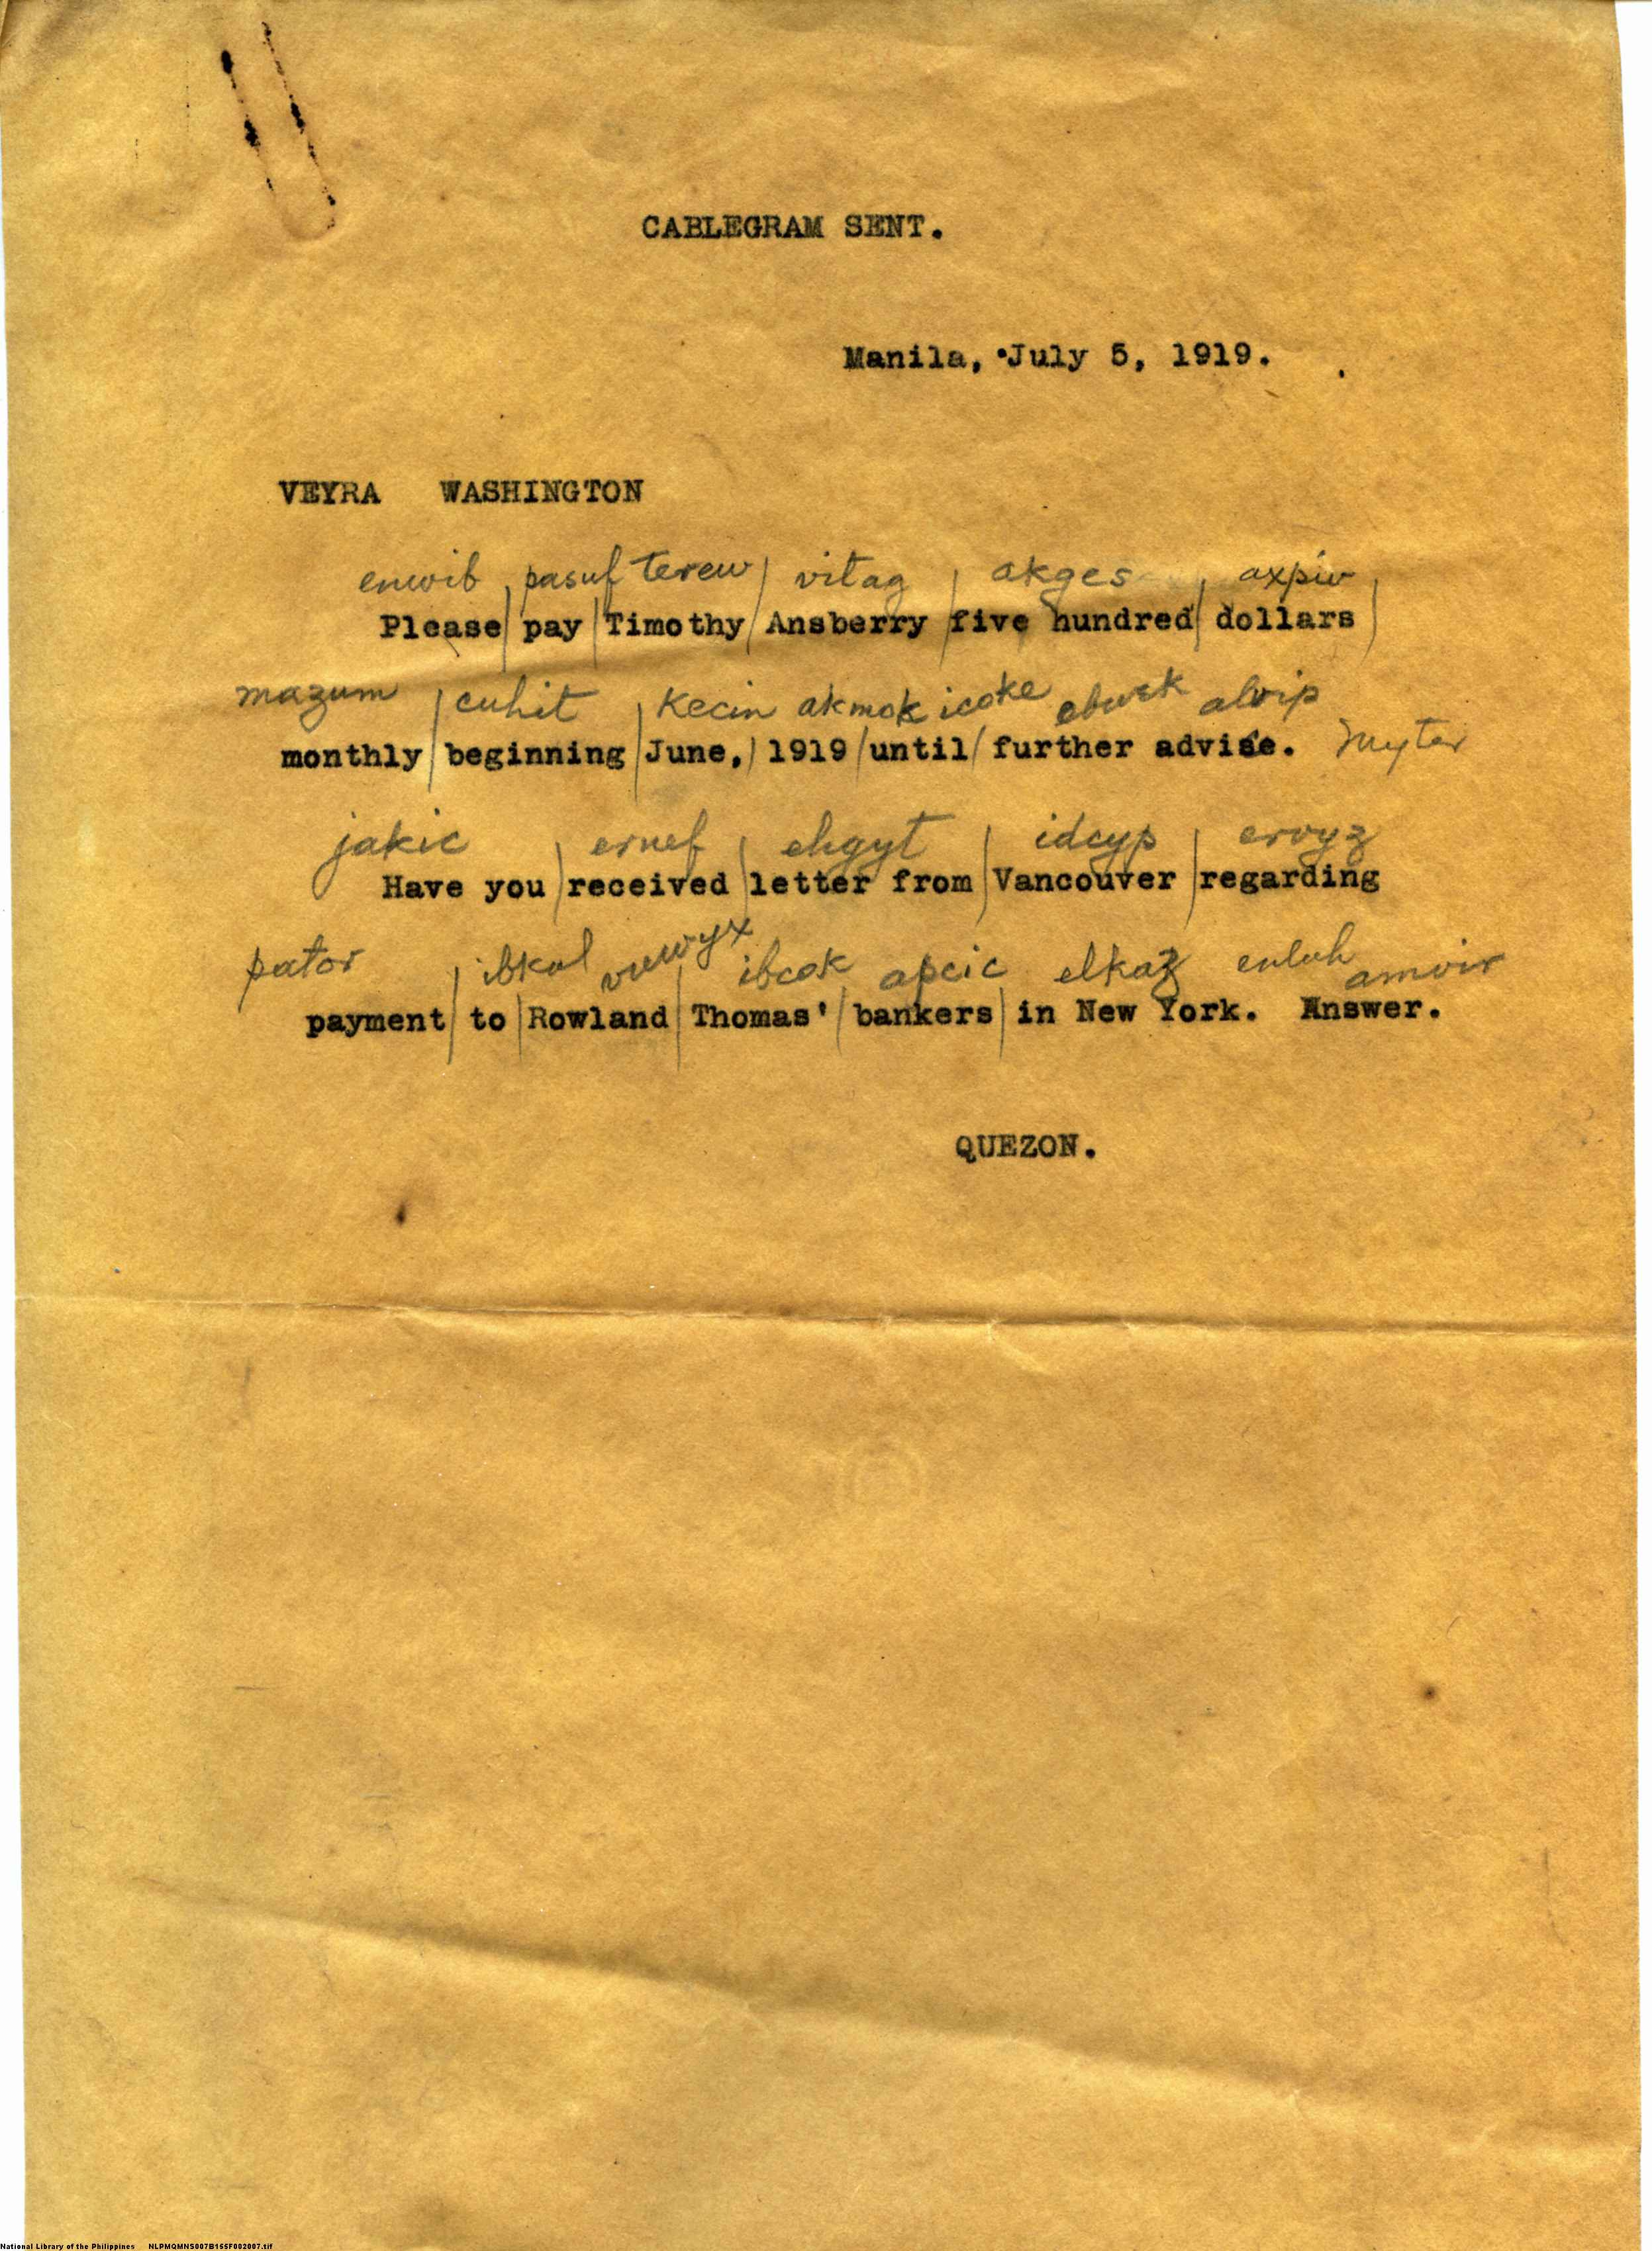 CABLEGRAM SENT.
Manila, July 5, 1919.
VEYRA WASHINGTON
enwib pasuf terew vitag akges axpiw
Please pay Timothy Ansberry five hundred dollars
mazum cuhit kecin akmok icoke alvip
monthly beginning June, 1919 until further advise.
jakic ernef ehgyt idcyp ervyz
Have you received letter from Vancouver regarding
pator ibkul vuwyx ibcok apcic elkaz enluh amvir
payment to Rowland Thomas' bankers in New York. Answer.
QUEZON.
National Library of the Philippines NLPMQMNS007B155F002007.tif